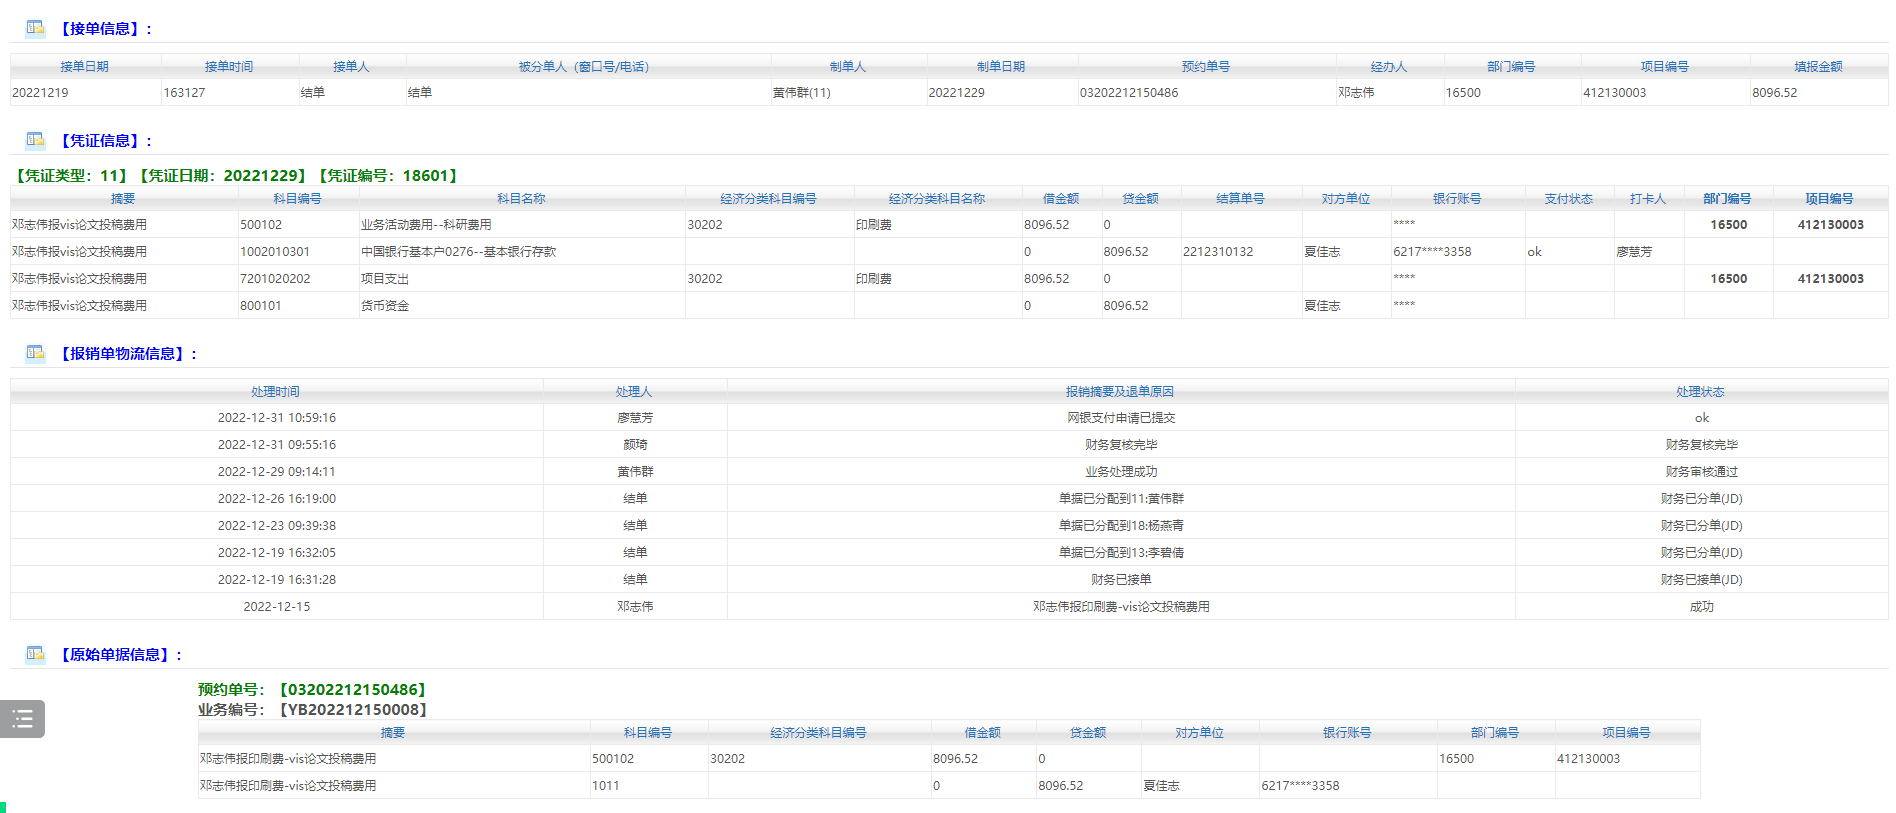 【接单信息】：
接单日期 接单时间 接单人 被分单人（窗口号/电话） 制单人 制单日期 预约单号 经办人 部门编号 项目编号 填报金额
20221219 163127 结单 结单 黄伟群(11) 20221229 03202212150486 邓志伟 16500 412130003 8096.52
【凭证信息】：
【凭证类型：11】【凭证日期：20221229】【凭证编号：18601】
摘要 科目编号 科目名称 经济分类科目编号 经济分类科目名称 借金额 贷金额 结算单号 对方单位 银行账号 支付状态 打卡人 部门编号 项目编号
邓志伟报vis论文投稿费用 500102 业务活动费用--科研费用 30202 印刷费 8096.52 0 **** 16500 412130003
邓志伟报vis论文投稿费用 1002010301 中国银行基本户0276--基本银行存款 0 8096.52 2212310132 夏佳志 6217****3358 ok 廖慧芳
邓志伟报vis论文投稿费用 7201020202 项目支出 30202 印刷费 8096.52 0 **** 16500 412130003
邓志伟报vis论文投稿费用 800101 货币资金 0 8096.52 夏佳志 ****
【报销单物流信息】：
处理时间 处理人 报销摘要及退单原因 处理状态
2022-12-31 10:59:16 廖慧芳 网银支付申请已提交 ok
2022-12-31 09:55:16 颜琦 财务复核完毕 财务复核完毕
2022-12-29 09:14:11 黄伟群 业务处理成功 财务审核通过
2022-12-26 16:19:00 结单 单据已分配到11:黄伟群 财务已分单(JD)
2022-12-23 09:39:38 结单 单据已分配到18:杨燕青 财务已分单(JD)
2022-12-19 16:32:05 结单 单据已分配到13:李碧倩 财务已分单(JD)
2022-12-19 16:31:28 结单 财务已接单 财务已接单(JD)
2022-12-15 邓志伟 邓志伟报印刷费-vis论文投稿费用 成功
【原始单据信息】：
预约单号：【03202212150486】
业务编号：【YB202212150008】
摘要 科目编号 经济分类科目编号 借金额 贷金额 对方单位 银行账号 部门编号 项目编号
邓志伟报印刷费-vis论文投稿费用 500102 30202 8096.52 0 16500 412130003
邓志伟报印刷费-vis论文投稿费用 1011 0 8096.52 夏佳志 6217****3358